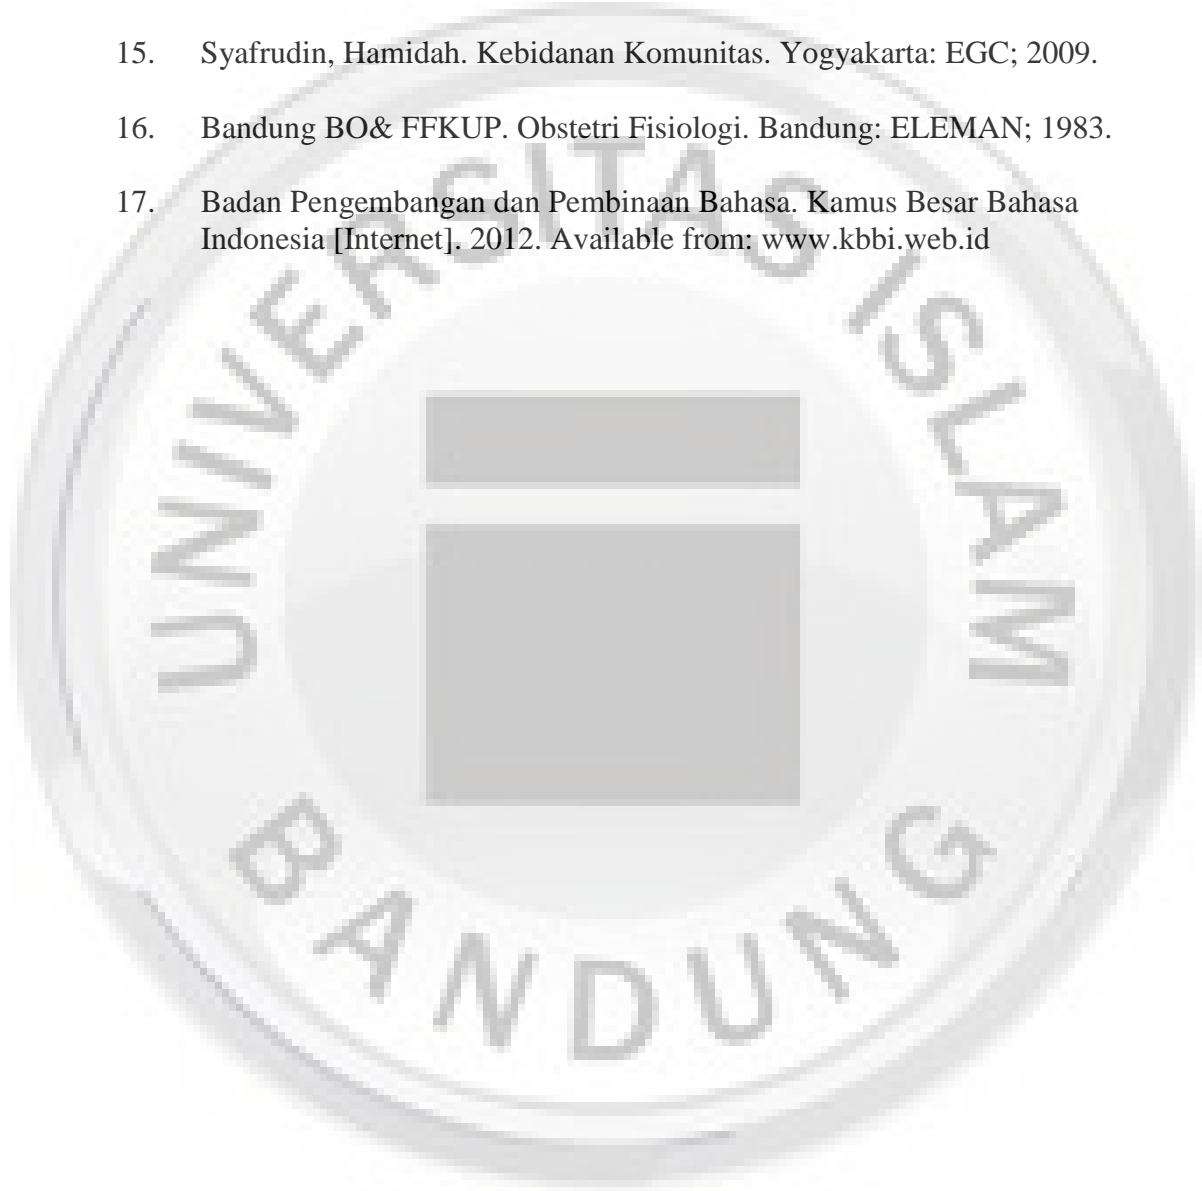 15. Syafrudin, Hamidah. Kebidanan Komunitas. Yogyakarta: EGC; 2009.
16. Bandung BO& FFKUP. Obstetri Fisiologi. Bandung: ELEMAN; 1983.
17. Badan Pengembangan dan Pembinaan Bahasa. Kamus Besar Bahasa
Indonesia [Internet]. 2012. Available from: www.kbbi.web.id
UNIVERSITAS ISLAM
BANDUNG